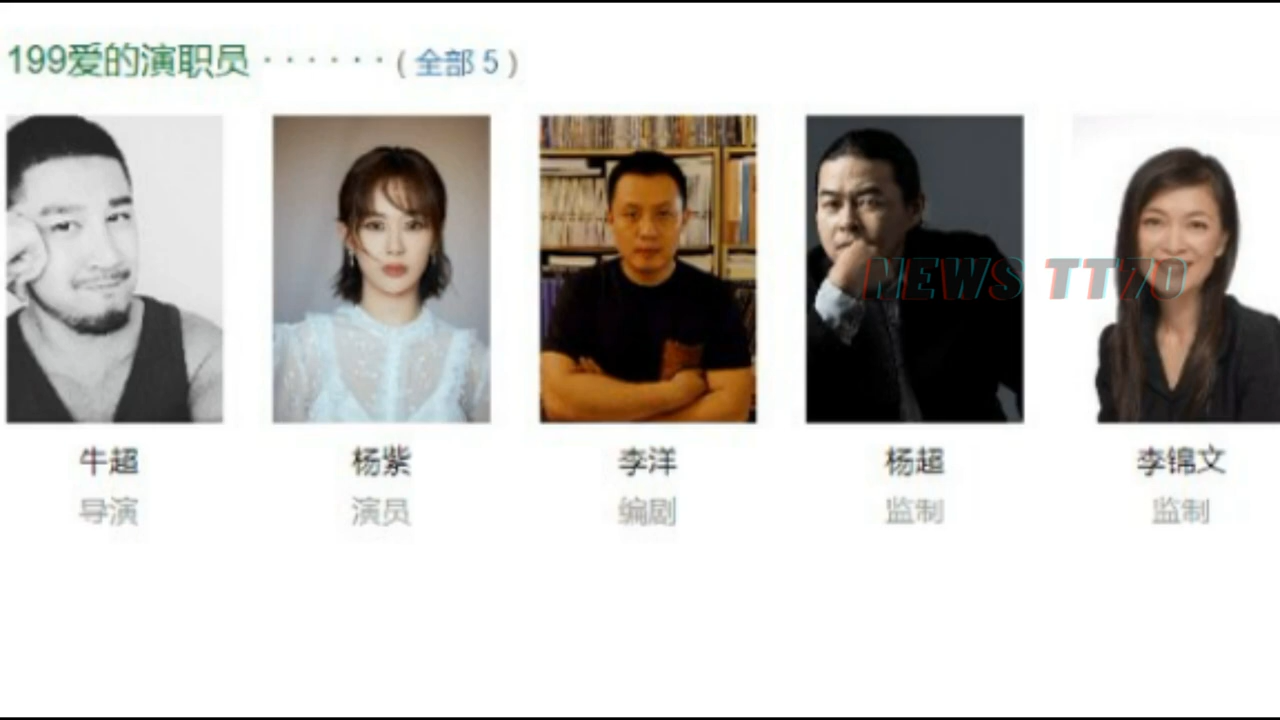 199爱的演职员 · · · · · · ( 全部 5 )
NEWS TT70
牛超 杨紫 李洋 杨超 李锦文
导演 演员 编剧 监制 监制